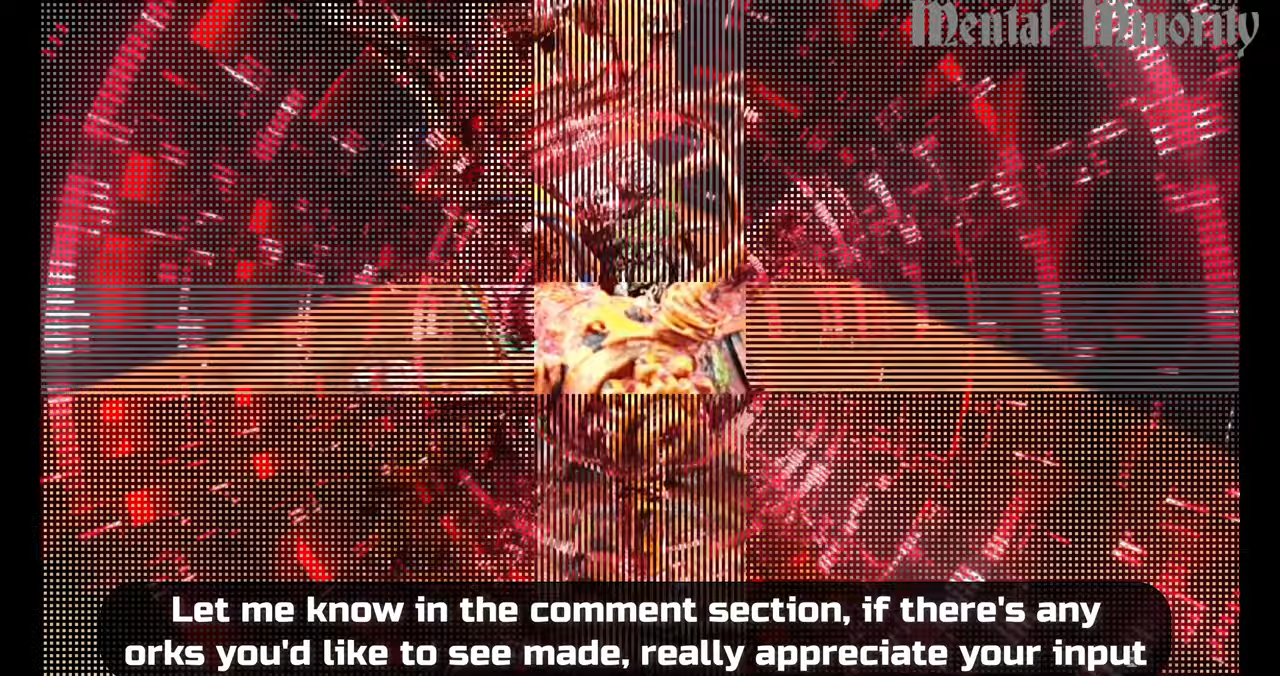 Mental Minority
Let me know in the comment section, if there's any
orks you'd like to see made, really appreciate your input